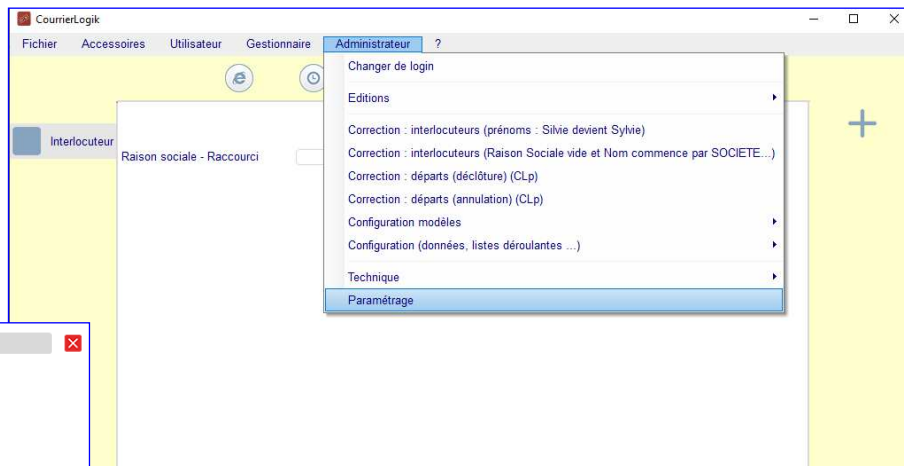 CourrierLogik
Fichier Accessoires Utilisateur Gestionnaire Administrateur ?
Changer de login
Editions
Correction : interlocuteurs (prénoms : Silvie devient Sylvie)
Interlocuteur
Correction : interlocuteurs (Raison Sociale vide et Nom commence par SOCIETE...)
Raison sociale - Raccourci
Correction : départs (déclôture) (CLp)
Correction : départs (annulation) (CLp)
Configuration modèles
Configuration (données, listes déroulantes ...)
Technique
Paramétrage